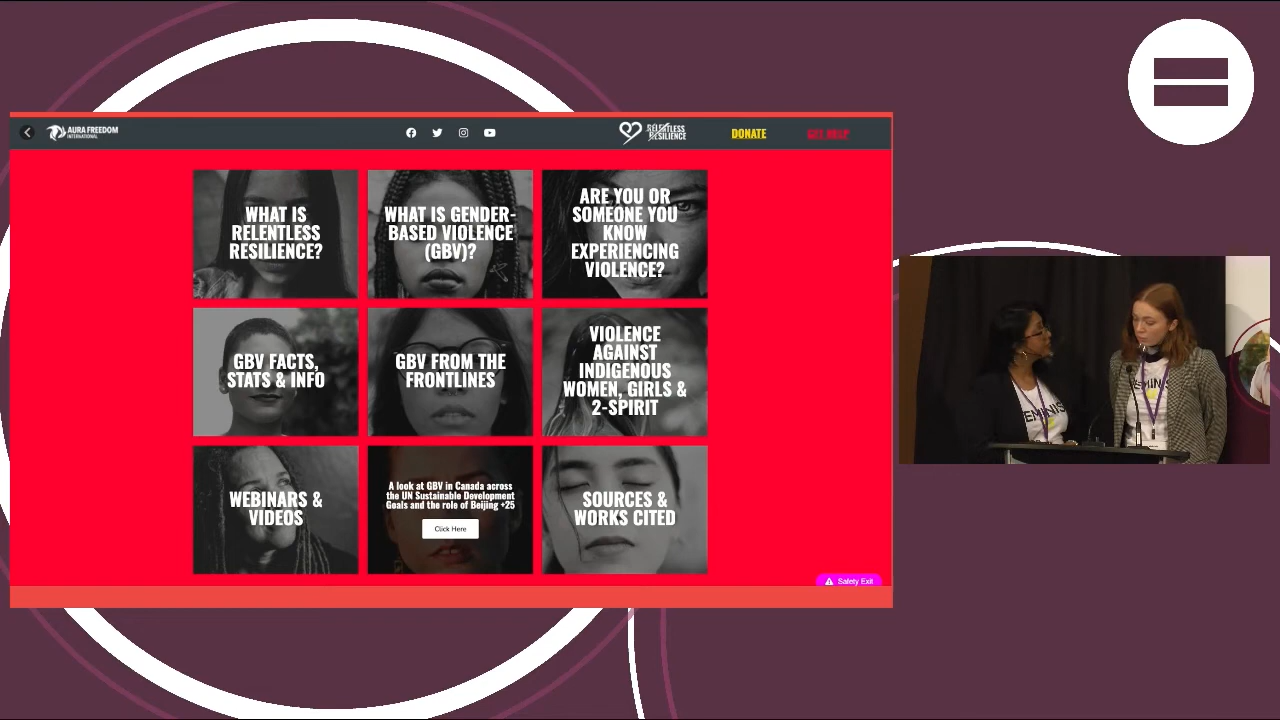 AURA FREEDOM
INTERNATIONAL
RELENTLESS
RESILIENCE
DONATE
GET HELP
WHAT IS
RELENTLESS
RESILIENCE?
WHAT IS GENDER-
BASED VIOLENCE
(GBV)?
ARE YOU OR
SOMEONE YOU
KNOW
EXPERIENCING
VIOLENCE?
GBV FACTS,
STATS & INFO
GBV FROM THE
FRONTLINES
VIOLENCE
AGAINST
INDIGENOUS
WOMEN, GIRLS &
2-SPIRIT
WEBINARS &
VIDEOS
A look at GBV in Canada across
the UN Sustainable Development
Goals and the role of Beijing +25
Click Here
SOURCES &
WORKS CITED
Safety Exit